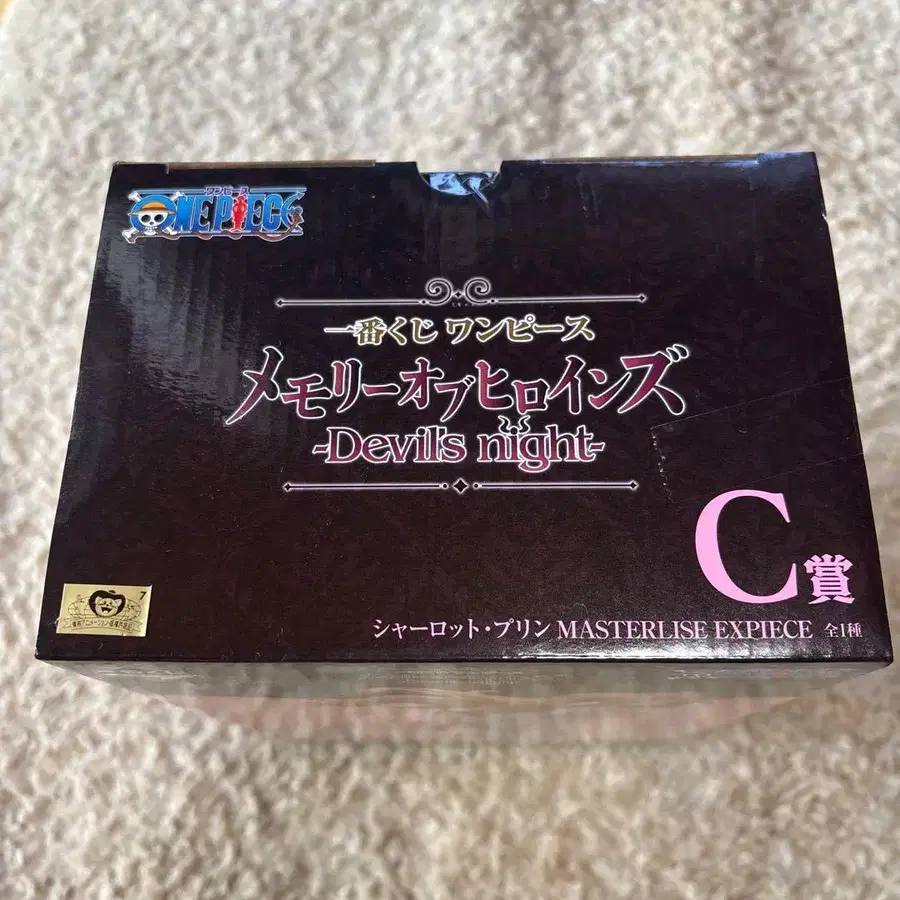 ワンピース
ONE PIECE
一番くじ ワンピース
メモリーオブヒロインズ
-Devil's night-
C賞
シャーロット・プリン MASTERLISE EXPIECE 全1種
7